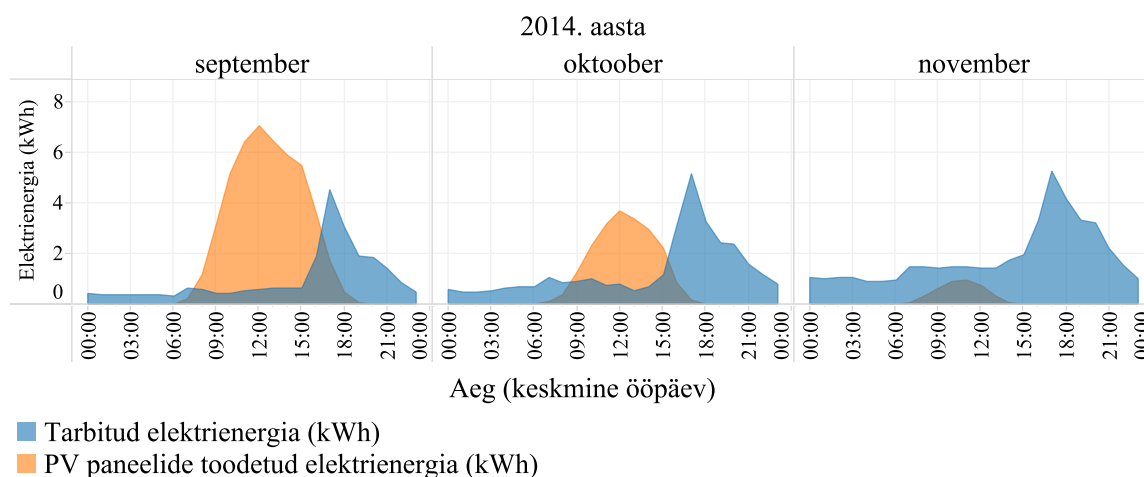 2014. aasta
september oktoober november
Elektrienergia (kWh)
8
6
4
2
0
00:00 03:00 06:00 09:00 12:00 15:00 18:00 21:00 00:00 03:00 06:00 09:00 12:00 15:00 18:00 21:00 00:00 00:00 03:00 06:00 09:00 12:00 15:00 18:00 21:00 00:00
Aeg (keskmine ööpäev)
Tarbitud elektrienergia (kWh)
PV paneelide toodetud elektrienergia (kWh)